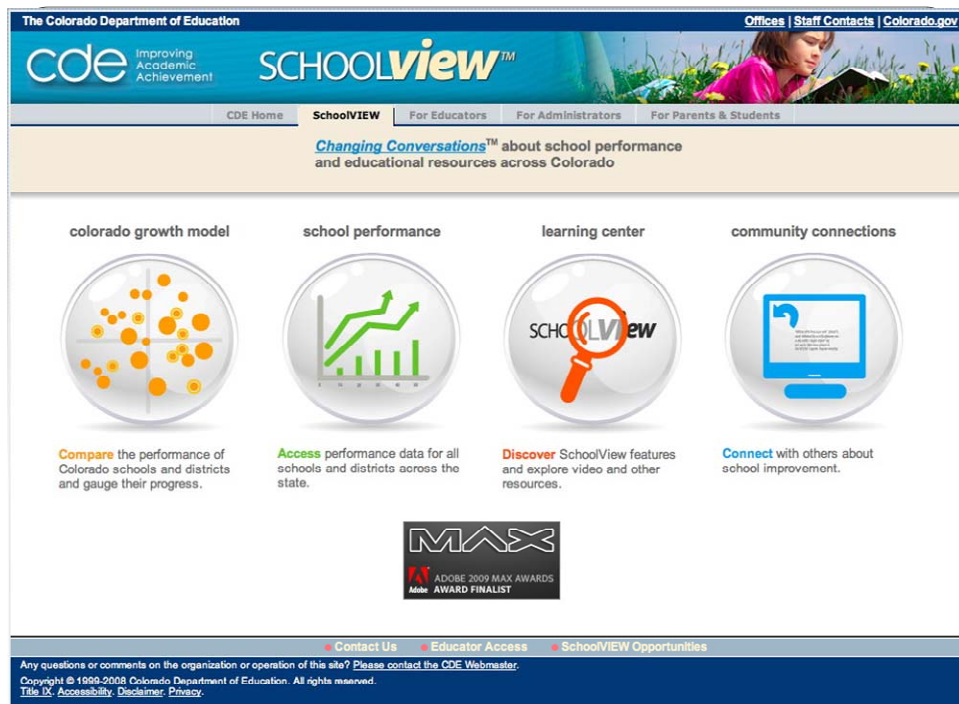 The Colorado Department of Education
Offices | Staff Contacts | Colorado.gov
cde Improving
Academic
Achievement
SCHOOLVIEW™
CDE Home SchoolVIEW For Educators For Administrators For Parents & Students
Changing Conversations™ about school performance
and educational resources across Colorado
colorado growth model
school performance
learning center
community connections
SCHOOLVIEW
Compare the performance of
Colorado schools and districts
and gauge their progress.
Access performance data for all
schools and districts across the
state.
Discover SchoolView features
and explore video and other
resources.
Connect with others about
school improvement.
MAX
Adobe
ADOBE 2009 MAX AWARDS
AWARD FINALIST
Contact Us Educator Access SchoolVIEW Opportunities
Any questions or comments on the organization or operation of this site? Please contact the CDE Webmaster.
Copyright © 1999-2008 Colorado Department of Education. All rights reserved.
Title IX. Accessibility. Disclaimer. Privacy.